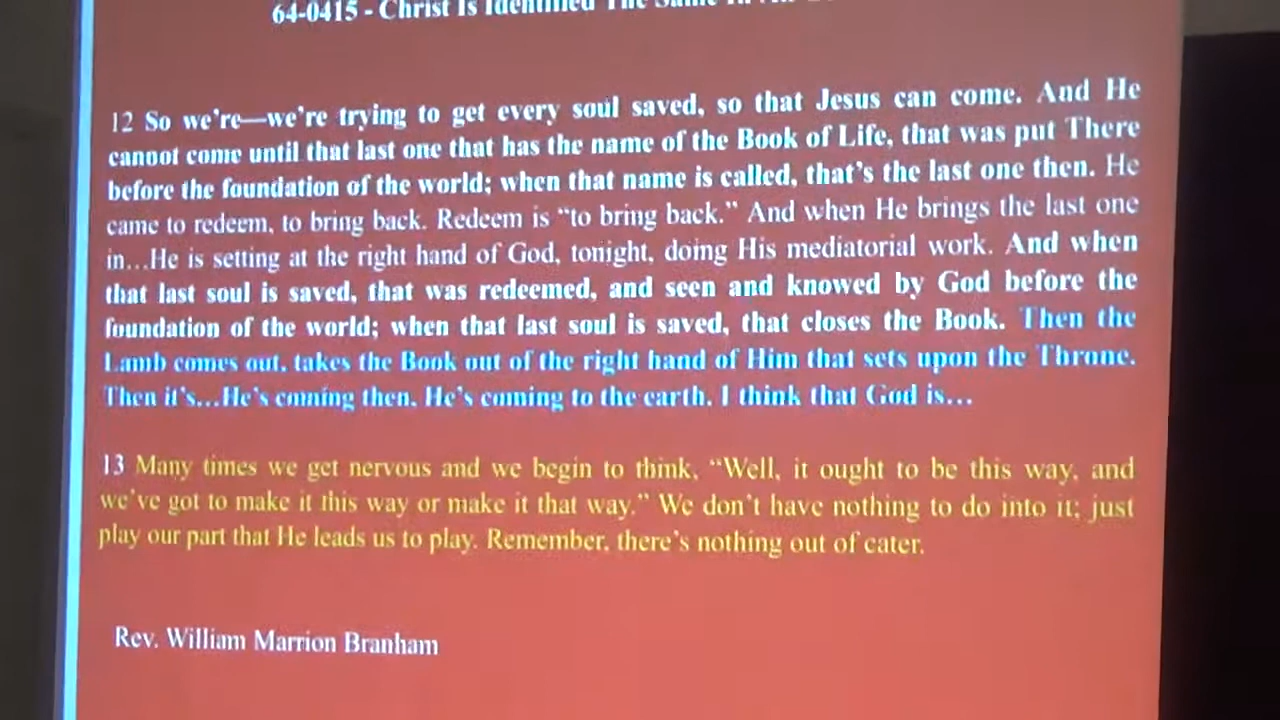 64-0415 - Christ Is Identified The Same In All
12 So we're—we're trying to get every soul saved, so that Jesus can come. And He
cannot come until that last one that has the name of the Book of Life, that was put There
before the foundation of the world; when that name is called, that's the last one then. He
came to redeem, to bring back. Redeem is “to bring back.” And when He brings the last one
in...He is setting at the right hand of God, tonight, doing His mediatorial work. And when
that last soul is saved, that was redeemed, and seen and knowed by God before the
foundation of the world; when that last soul is saved, that closes the Book. Then the
Lamb comes out, takes the Book out of the right hand of Him that sets upon the Throne.
Then it's...He's coming then. He's coming to the earth. I think that God is...
13 Many times we get nervous and we begin to think, “Well, it ought to be this way, and
we've got to make it this way or make it that way.” We don't have nothing to do into it; just
play our part that He leads us to play. Remember, there's nothing out of cater.
Rev. William Marrion Branham